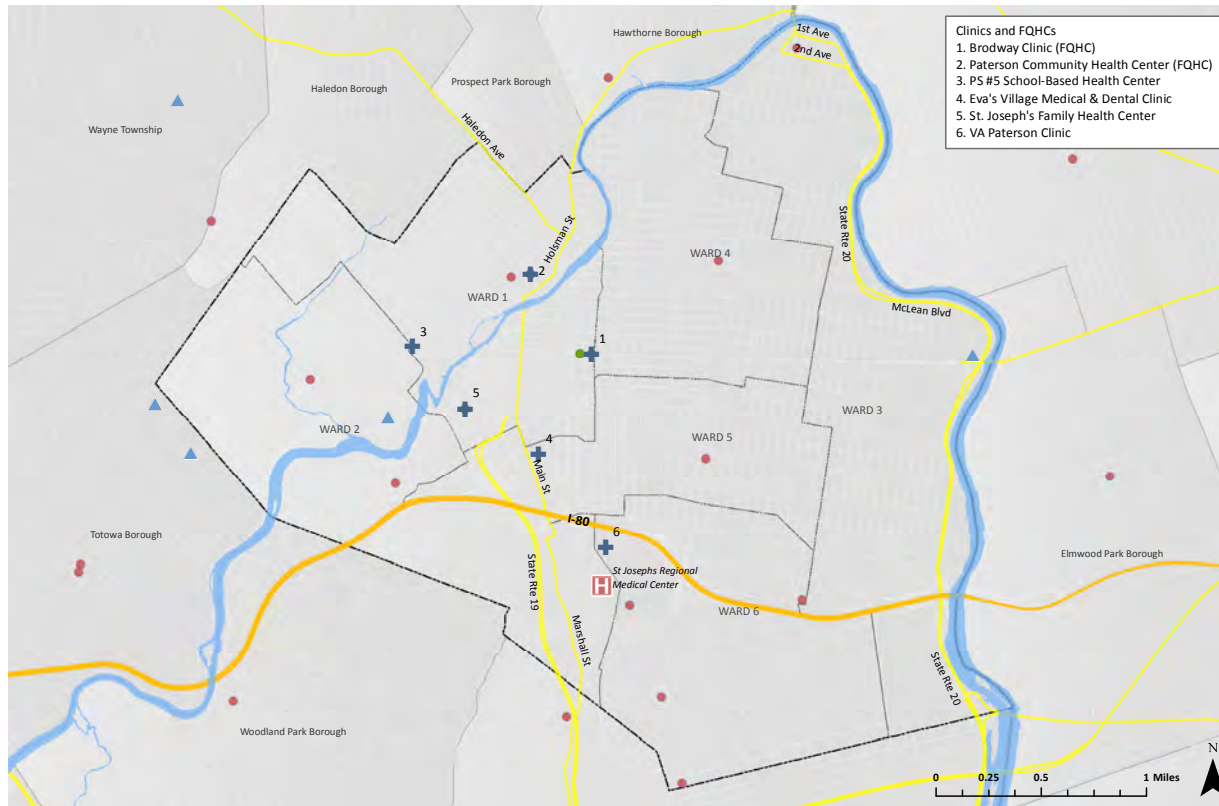 Clinics and FQHCs
1. Brodway Clinic (FQHC)
2. Paterson Community Health Center (FQHC)
3. PS #5 School-Based Health Center
4. Eva's Village Medical & Dental Clinic
5. St. Joseph's Family Health Center
6. VA Paterson Clinic
Hawthorne Borough
1st Ave
2nd Ave
Prospect Park Borough
Haledon Borough
Wayne Township
Haledon Ave
State Rte 20
Holsman St
WARD 4
2
WARD 1
McLean Blvd
3
1
5
WARD 3
WARD 2
WARD 5
4
Main St
I-80
6
Totowa Borough
Elmwood Park Borough
St Josephs Regional
Medical Center
H
State Rte 19
WARD 6
Marshall St
State Rte 20
Woodland Park Borough
N
0 0.25 0.5 1 Miles